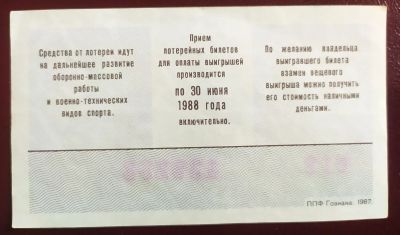 Средства от лотереи идут
на дальнейшее развитие
оборонно-массовой
работы
и военно-технических
видов спорта.
Прием
лотерейных билетов
для оплаты выигрышей
производится
по 30 июня
1988 года
включительно.
По желанию владельца
выигравшего билета
взамен вещевого
выигрыша можно получить
его стоимость наличными
деньгами.
ППФ Гознака. 1987.